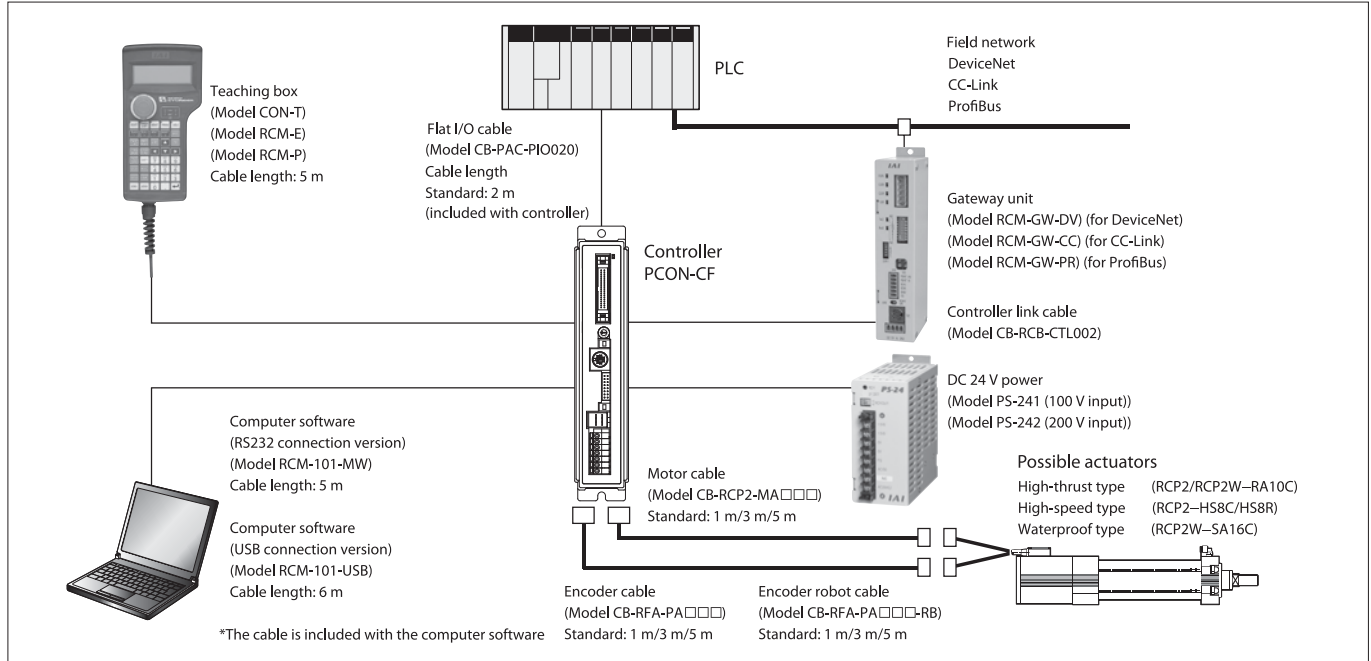 PLC
Field network
DeviceNet
CC-Link
ProfiBus
Teaching box
(Model CON-T)
(Model RCM-E)
(Model RCM-P)
Cable length: 5 m
Flat I/O cable
(Model CB-PAC-PIO020)
Cable length
Standard: 2 m
(included with controller)
Controller
PCON-CF
IAI
Gateway unit
(Model RCM-GW-DV) (for DeviceNet)
(Model RCM-GW-CC) (for CC-Link)
(Model RCM-GW-PR) (for ProfiBus)
Controller link cable
(Model CB-RCB-CTL002)
PS-24
IAI
DC 24 V power
(Model PS-241 (100 V input))
(Model PS-242 (200 V input))
Computer software
(RS232 connection version)
(Model RCM-101-MW)
Cable length: 5 m
Computer software
(USB connection version)
(Model RCM-101-USB)
Cable length: 6 m
*The cable is included with the computer software
Motor cable
(Model CB-RCP2-MA□□□)
Standard: 1 m/3 m/5 m
Encoder cable
(Model CB-RFA-PA□□□)
Standard: 1 m/3 m/5 m
Encoder robot cable
(Model CB-RFA-PA□□□-RB)
Standard: 1 m/3 m/5 m
Possible actuators
High-thrust type (RCP2/RCP2W–RA10C)
High-speed type (RCP2–HS8C/HS8R)
Waterproof type (RCP2W–SA16C)